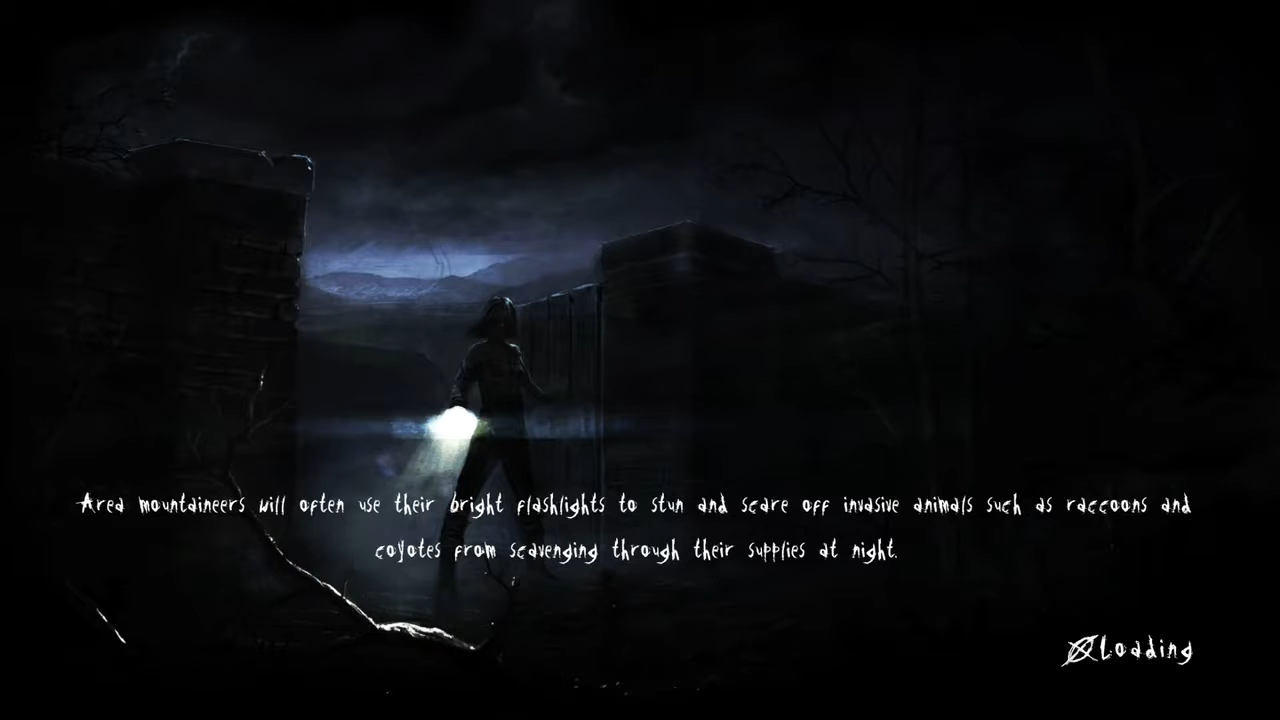 Area mountaineers will often use their bright flashlights to stun and scare off invasive animals such as raccoons and
coyotes from scavenging through their supplies at night.
Loading